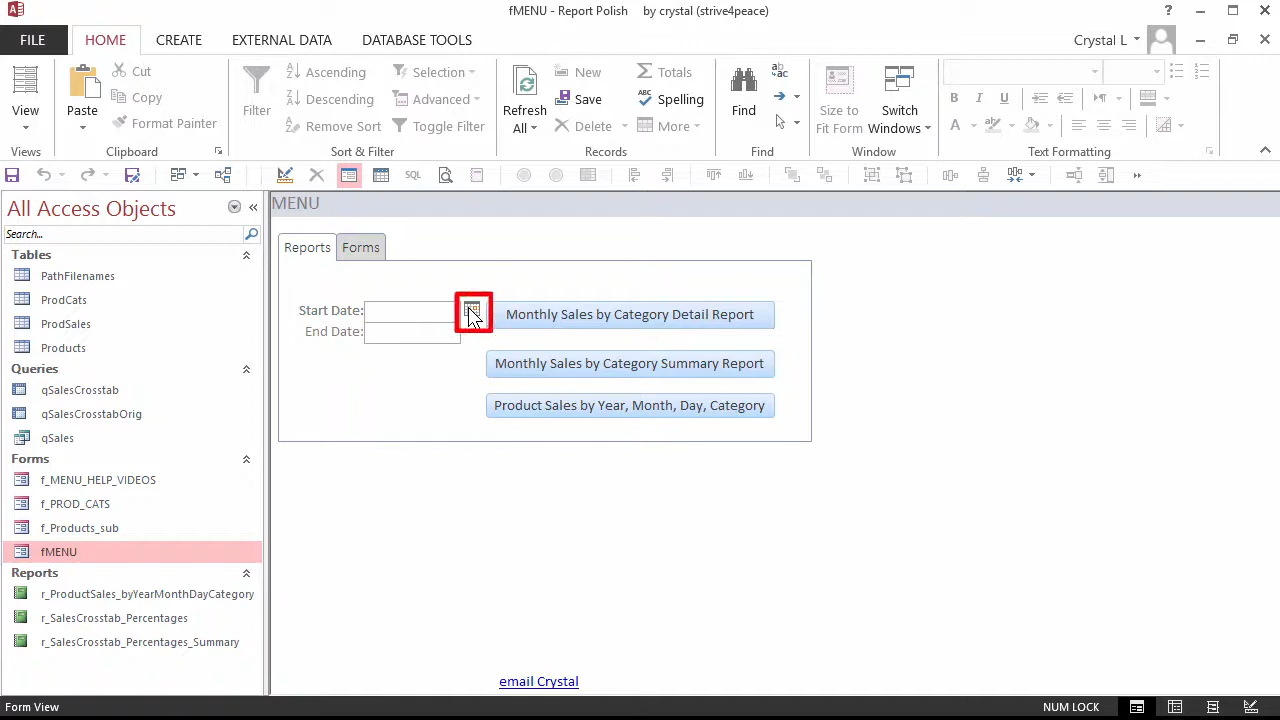 fMENU - Report Polish by crystal (strive4peace)
FILE HOME CREATE EXTERNAL DATA DATABASE TOOLS Crystal L
View
Views
Paste
Cut
Copy
Format Painter
Clipboard
Filter
Ascending
Descending
Remove Sort
Selection
Advanced
Toggle Filter
Sort & Filter
Refresh
All
New
Save
Delete
Totals
Spelling
More
Records
Find
Find
Size to
Fit Form
Switch
Windows
Window
Text Formatting
SQL
All Access Objects
Search...
Tables
PathFilenames
ProdCats
ProdSales
Products
Queries
qSalesCrosstab
qSalesCrosstabOrig
qSales
Forms
f_MENU_HELP_VIDEOS
f_PROD_CATS
f_Products_sub
fMENU
Reports
r_ProductSales_byYearMonthDayCategory
r_SalesCrosstab_Percentages
r_SalesCrosstab_Percentages_Summary
MENU
Reports Forms
Start Date:
End Date:
Monthly Sales by Category Detail Report
Monthly Sales by Category Summary Report
Product Sales by Year, Month, Day, Category
email Crystal
Form View NUM LOCK